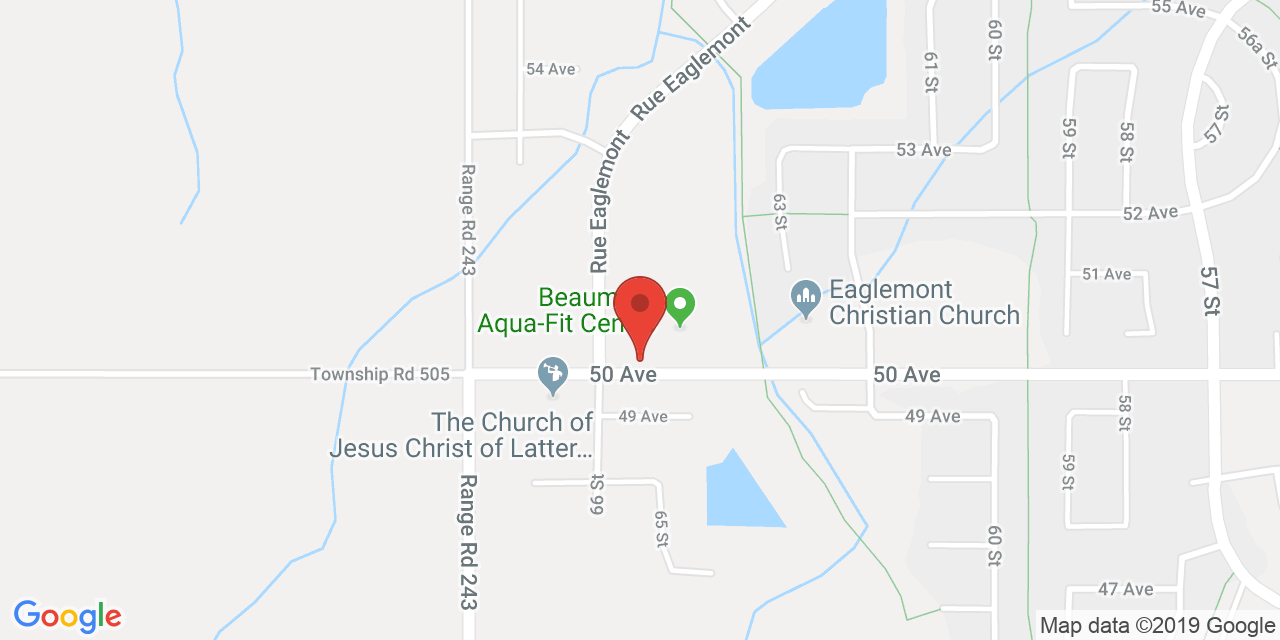 55 Ave
56a St
60 St
61 St
54 Ave
Rue Eaglemont
57 St
59 St
58 St
53 Ave
Rue Eaglemont
Range Rd 243
63 St
52 Ave
Rue Eaglemont
51 Ave
57 St
Eaglemont
Christian Church
Beaum
Aqua-Fit Cen
Township Rd 505
50 Ave
50 Ave
49 Ave
49 Ave
58 St
The Church of
Jesus Christ of Latter...
59 St
66 St
65 St
Range Rd 243
60 St
47 Ave
Google
Map data ©2019 Google